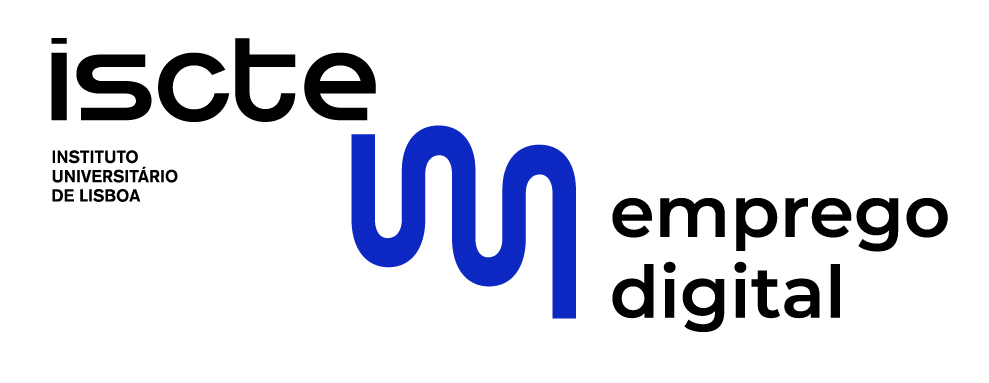 iscte
INSTITUTO
UNIVERSITÁRIO
DE LISBOA
emprego
digital